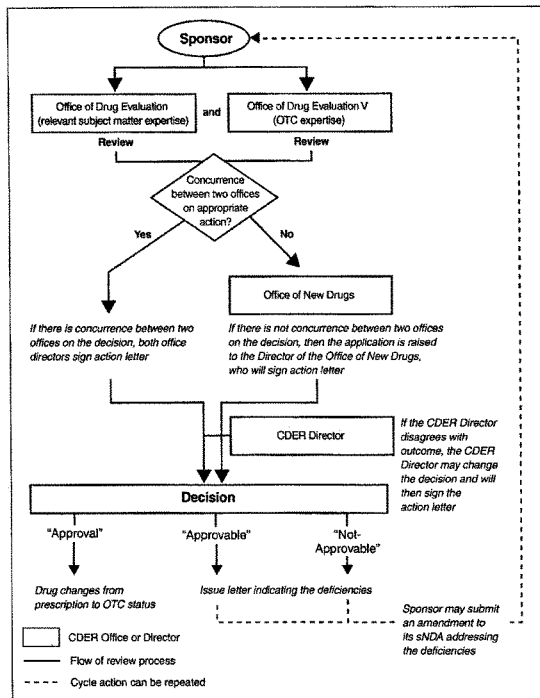 Sponsor
Office of Drug Evaluation
(relevant subject matter expertise)
and
Office of Drug Evaluation V
(OTC expertise)
Review
Review
Concurrence
between two offices
on appropriate
action?
Yes
No
Office of New Drugs
If there is concurrence between two
offices on the decision, both office
directors sign action letter
If there is not concurrence between two offices
on the decision, then the application is raised
to the Director of the Office of New Drugs,
who will sign action letter
CDER Director
If the CDER Director
disagrees with
outcome, the CDER
Director may change
the decision and will
then sign the
action letter
Decision
"Approval"
"Approvable"
"Not-
Approvable"
Drug changes from
prescription to OTC status
Issue letter indicating the deficiencies
Sponsor may submit
an amendment to
its sNDA addressing
the deficiencies
CDER Office or Director
Flow of review process
Cycle action can be repeated